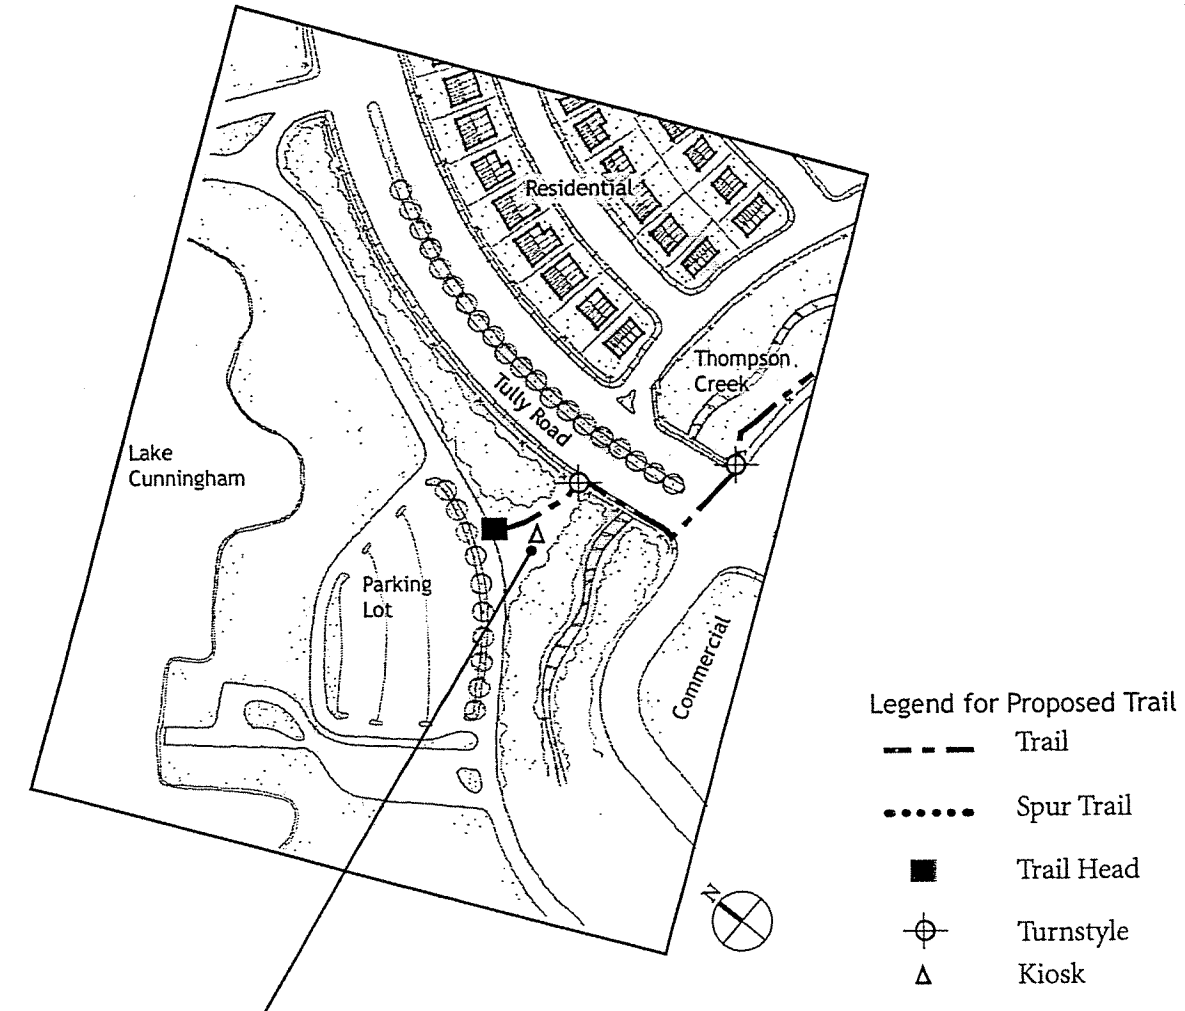 Residential
Thompson
Creek
Tully Road
Lake
Cunningham
Parking
Lot
Commercial
Legend for Proposed Trail
Trail
Spur Trail
Trail Head
Turnstyle
Kiosk
N